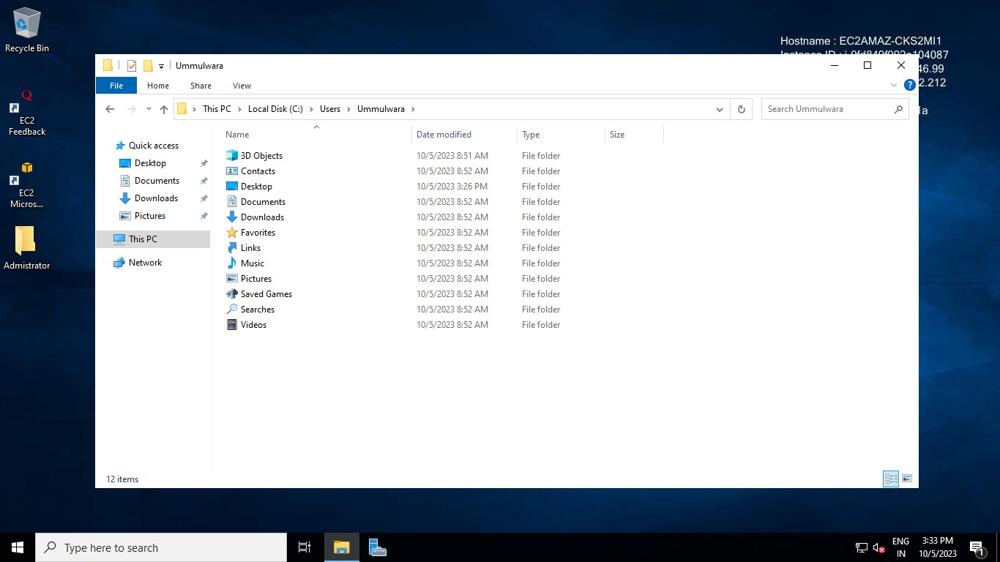 Recycle Bin
EC2
Feedback
EC2
Micros...
Admistrator
Hostname : EC2AMAZ-CKS2MI1
104087
46.99
2.212
a
Ummulwara
File Home Share View
This PC Local Disk (C:) Users Ummulwara
Search Ummulwara
Quick access
Desktop
Documents
Downloads
Pictures
This PC
Network
Name Date modified Type Size
3D Objects 10/5/2023 8:51 AM File folder
Contacts 10/5/2023 8:52 AM File folder
Desktop 10/5/2023 3:26 PM File folder
Documents 10/5/2023 8:52 AM File folder
Downloads 10/5/2023 8:52 AM File folder
Favorites 10/5/2023 8:52 AM File folder
Links 10/5/2023 8:52 AM File folder
Music 10/5/2023 8:52 AM File folder
Pictures 10/5/2023 8:52 AM File folder
Saved Games 10/5/2023 8:52 AM File folder
Searches 10/5/2023 8:52 AM File folder
Videos 10/5/2023 8:52 AM File folder
12 items
Type here to search
ENG
IN
3:33 PM
10/5/2023
1